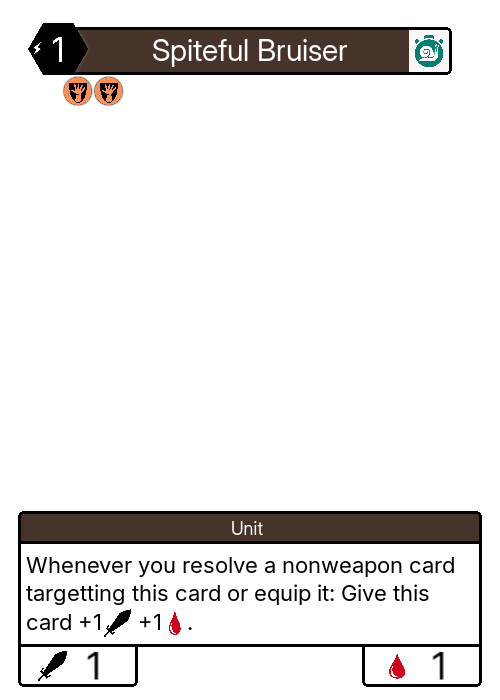 1 Spiteful Bruiser
Unit
Whenever you resolve a nonweapon card
targetting this card or equip it: Give this
card +1 +1 .
1 1